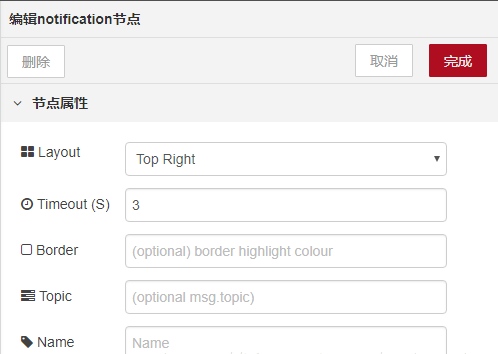 编辑notification节点
删除
取消
完成
节点属性
Layout
Top Right
Timeout (S)
3
Border
(optional) border highlight colour
Topic
(optional msg.topic)
Name
Name